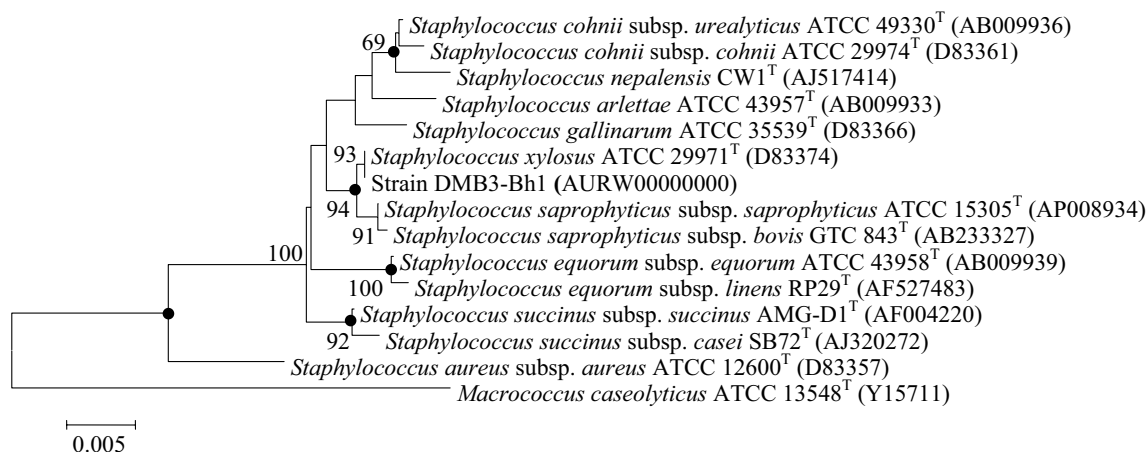 Staphylococcus cohnii subsp. urealyticus ATCC 49330T (AB009936)
69
Staphylococcus cohnii subsp. cohnii ATCC 29974T (D83361)
Staphylococcus nepalensis CW1T (AJ517414)
Staphylococcus arlettae ATCC 43957T (AB009933)
Staphylococcus gallinarum ATCC 35539T (D83366)
93
Staphylococcus xylosus ATCC 29971T (D83374)
Strain DMB3-Bh1 (AURW00000000)
94
Staphylococcus saprophyticus subsp. saprophyticus ATCC 15305T (AP008934)
91
Staphylococcus saprophyticus subsp. bovis GTC 843T (AB233327)
100
Staphylococcus equorum subsp. equorum ATCC 43958T (AB009939)
100
Staphylococcus equorum subsp. linens RP29T (AF527483)
Staphylococcus succinus subsp. succinus AMG-D1T (AF004220)
92
Staphylococcus succinus subsp. casei SB72T (AJ320272)
Staphylococcus aureus subsp. aureus ATCC 12600T (D83357)
Macrococcus caseolyticus ATCC 13548T (Y15711)
0.005